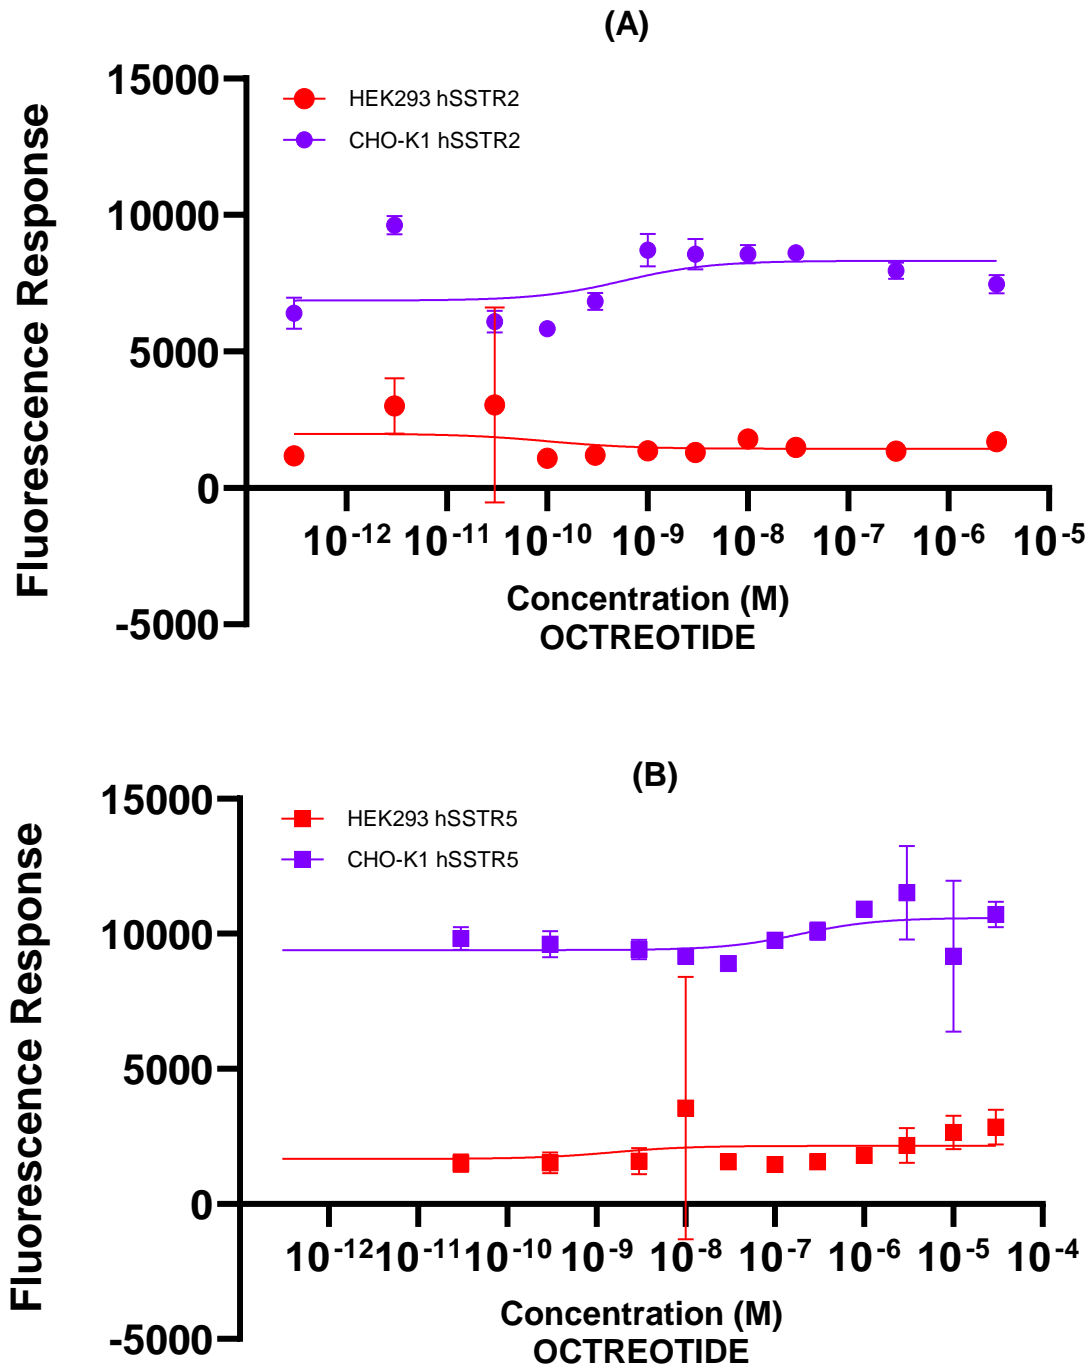 (A)
15000
10000
5000
0
-5000
Fluorescence Response
HEK293 hSSTR2
CHO-K1 hSSTR2
10-12 10-11 10-10 10-9 10-8 10-7 10-6 10-5
Concentration (M)
OCTREOTIDE
(B)
15000
10000
5000
0
-5000
Fluorescence Response
HEK293 hSSTR5
CHO-K1 hSSTR5
10-12 10-11 10-10 10-9 10-8 10-7 10-6 10-5 10-4
Concentration (M)
OCTREOTIDE